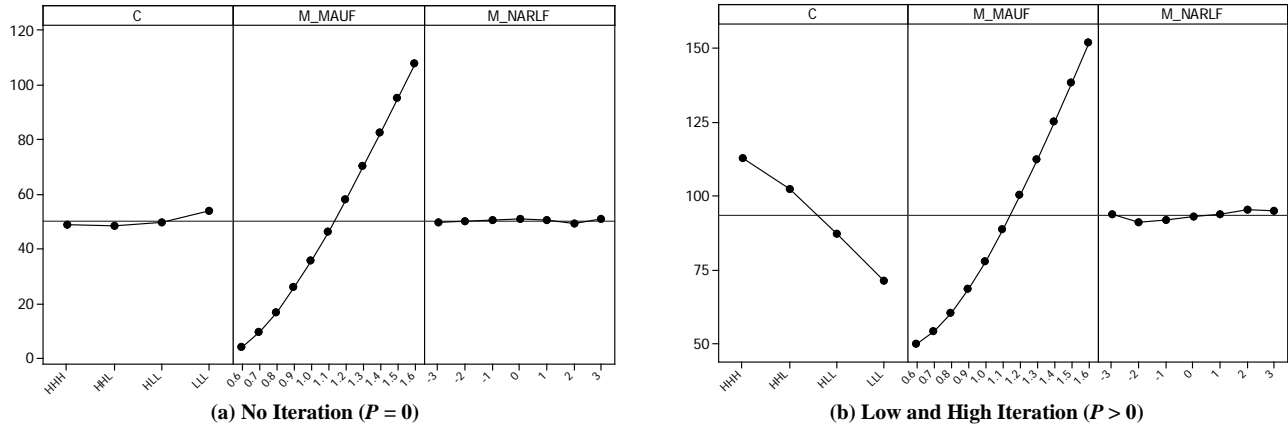 C M_MAUF M_NARLF
120
100
80
60
40
20
0
HHH HHL HLL LLL 0.6 0.7 0.8 0.9 1.0 1.1 1.2 1.3 1.4 1.5 1.6 -3 -2 -1 0 1 2 3
(a) No Iteration (P = 0)
C M_MAUF M_NARLF
150
125
100
75
50
HHH HHL HLL LLL 0.6 0.7 0.8 0.9 1.0 1.1 1.2 1.3 1.4 1.5 1.6 -3 -2 -1 0 1 2 3
(b) Low and High Iteration (P > 0)